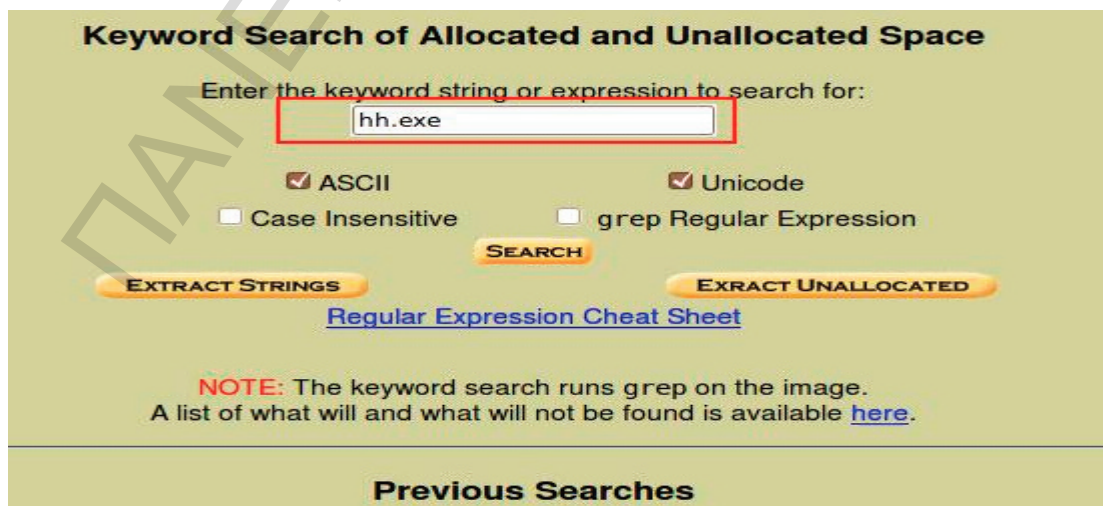 Keyword Search of Allocated and Unallocated Space
Enter the keyword string or expression to search for:
hh.exe
ASCII Unicode
Case Insensitive grep Regular Expression
SEARCH
EXTRACT STRINGS EXRACT UNALLOCATED
Regular Expression Cheat Sheet
NOTE: The keyword search runs grep on the image.
A list of what will and what will not be found is available here.
Previous Searches